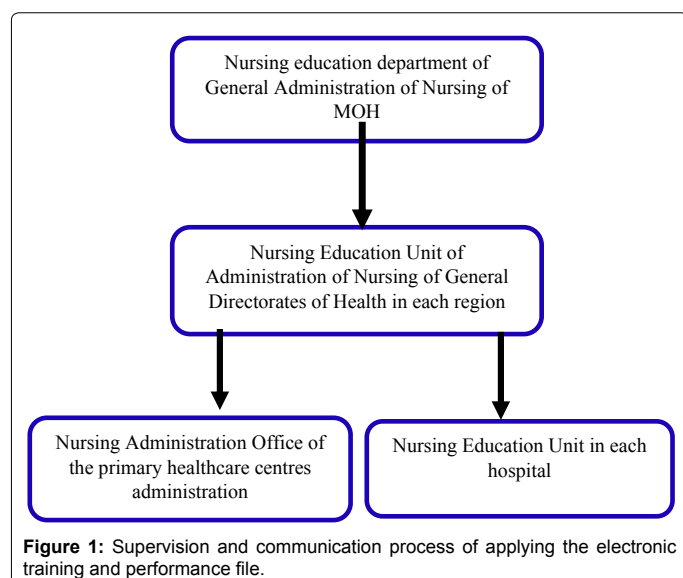 Nursing education department of
General Administration of Nursing of
MOH
Nursing Education Unit of
Administration of Nursing of General
Directorates of Health in each region
Nursing Administration Office of
the primary healthcare centres
administration
Nursing Education Unit in each
hospital
Figure 1: Supervision and communication process of applying the electronic
training and performance file.